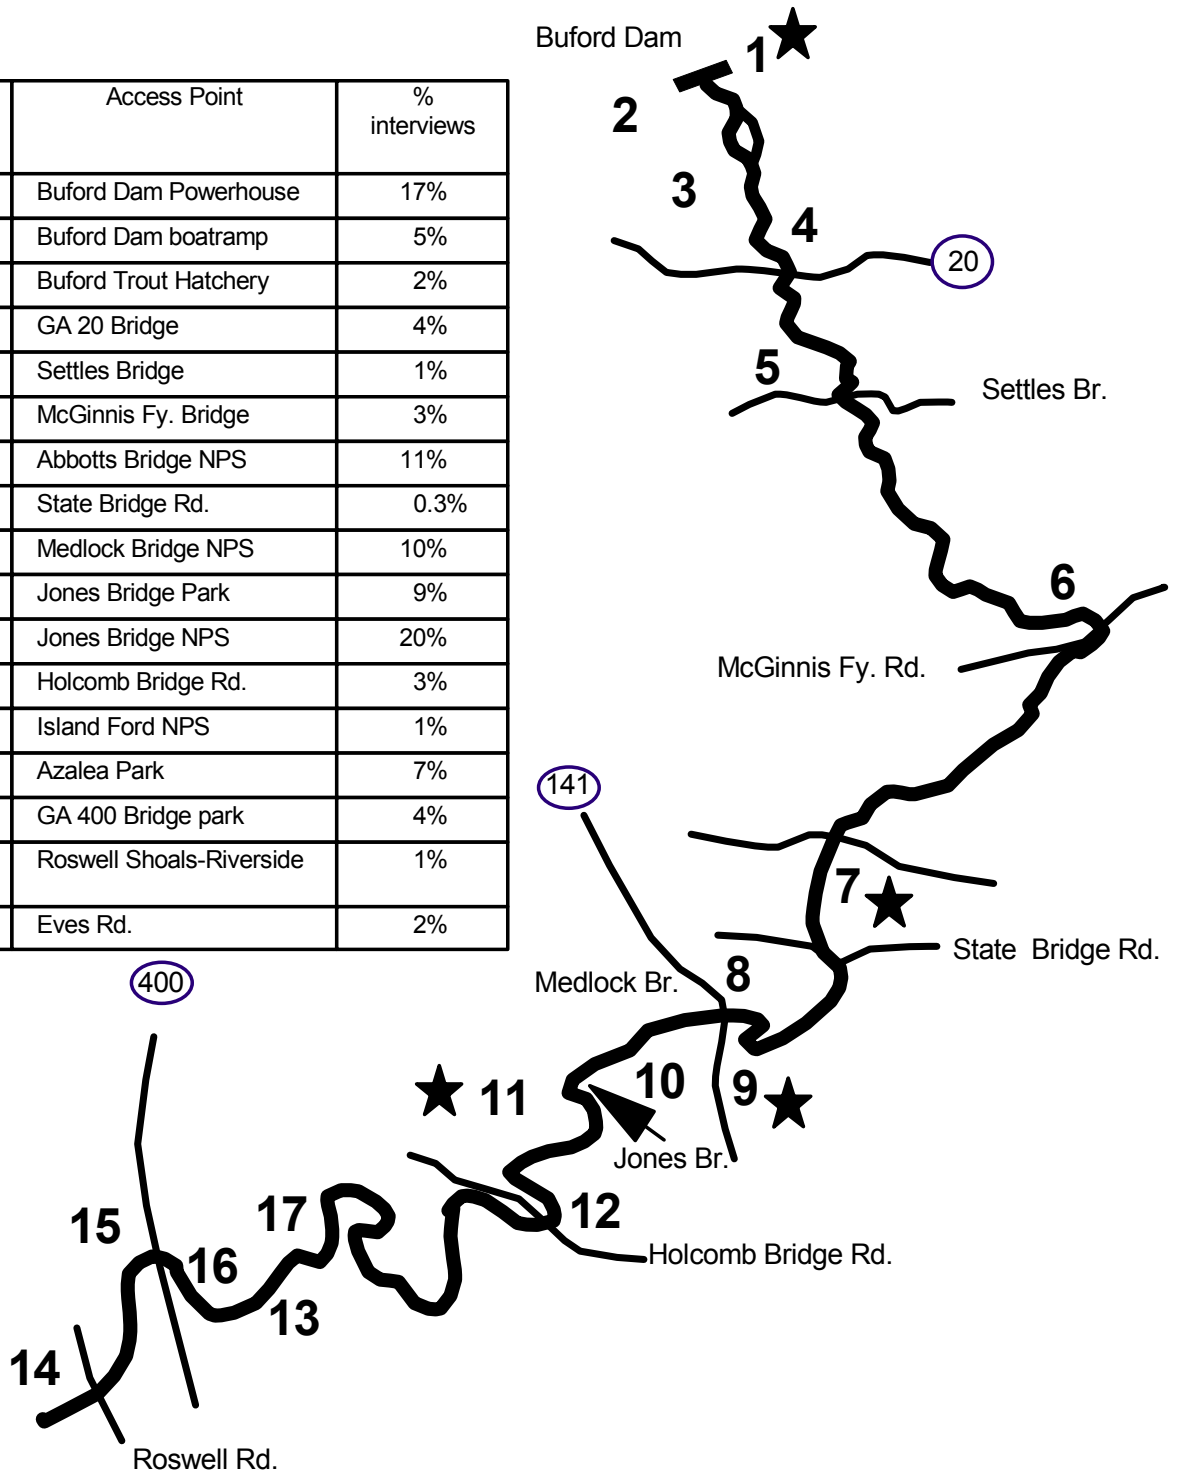 Buford Dam
1
2
3
4
20
5
Settles Br.
6
McGinnis Fy. Rd.
141
7
State Bridge Rd.
Medlock Br.
8
9
10
11
Jones Br.
12
Holcomb Bridge Rd.
400
15
17
16
13
14
Roswell Rd.
Access Point % interviews
Buford Dam Powerhouse 17%
Buford Dam boatramp 5%
Buford Trout Hatchery 2%
GA 20 Bridge 4%
Settles Bridge 1%
McGinnis Fy. Bridge 3%
Abbotts Bridge NPS 11%
State Bridge Rd. 0.3%
Medlock Bridge NPS 10%
Jones Bridge Park 9%
Jones Bridge NPS 20%
Holcomb Bridge Rd. 3%
Island Ford NPS 1%
Azalea Park 7%
GA 400 Bridge park 4%
Roswell Shoals-Riverside 1%
Eves Rd. 2%